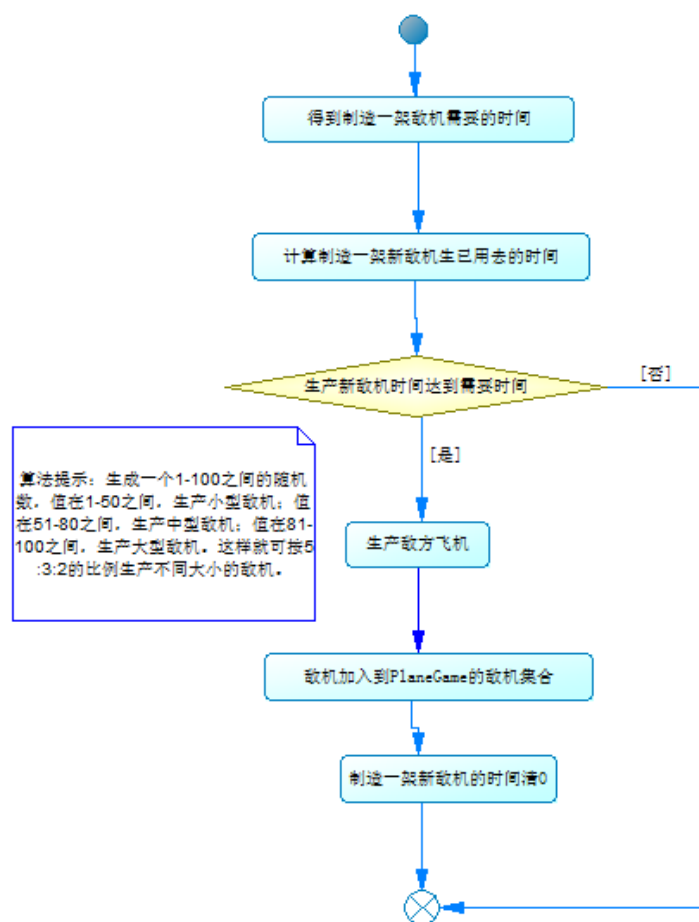 得到制造一架敌机需要的时间
计算制造一架新敌机生已用去的时间
生产新敌机时间达到需要时间
[否]
[是]
算法提示：生成一个1-100之间的随机
数，值在1-50之间，生产小型敌机；值
在51-80之间，生产中型敌机；值在81-
100之间，生产大型敌机。这样就可按5
:3:2的比例生产不同大小的敌机。
生产敌方飞机
敌机加入到PlaneGame的敌机集合
制造一架新敌机的时间清0